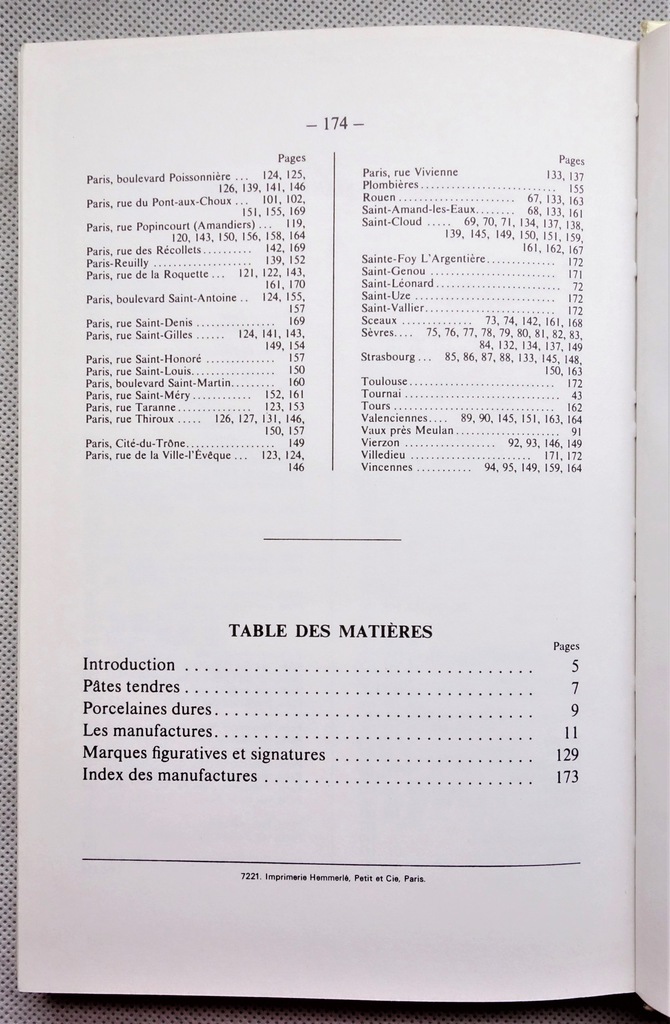 – 174 –
Pages
Paris, boulevard Poissonnière ... 124, 125,
126, 139, 141, 146
Paris, rue du Pont-aux-Choux ... 101, 102,
151, 155, 169
Paris, rue Popincourt (Amandiers) ... 119,
120, 143, 150, 156, 158, 164
Paris, rue des Récollets.......... 142, 169
Paris-Reuilly .................... 139, 152
Paris, rue de la Roquette ... 121, 122, 143,
161, 170
Paris, boulevard Saint-Antoine .. 124, 155,
157
Paris, rue Saint-Denis ................ 169
Paris, rue Saint-Gilles ...... 124, 141, 143,
149, 154
Paris, rue Saint-Honoré .............. 157
Paris, rue Saint-Louis................. 150
Paris, boulevard Saint-Martin......... 160
Paris, rue Saint-Méry ............ 152, 161
Paris, rue Taranne............... 123, 153
Paris, rue Thiroux ..... 126, 127, 131, 146,
150, 157
Paris, Cité-du-Trône.................. 149
Paris, rue de la Ville-l'Évêque ... 123, 124,
146
Pages
Paris, rue Vivienne 133, 137
Plombières........................... 155
Rouen ....................... 67, 133, 163
Saint-Amand-les-Eaux........ 68, 133, 161
Saint-Cloud ..... 69, 70, 71, 134, 137, 138,
139, 145, 149, 150, 151, 159,
161, 162, 167
Sainte-Foy L'Argentière.............. 172
Saint-Genou ......................... 171
Saint-Léonard ......................... 72
Saint-Uze ............................ 172
Saint-Vallier.......................... 172
Sceaux .............. 73, 74, 142, 161, 168
Sèvres.... 75, 76, 77, 78, 79, 80, 81, 82, 83,
84, 132, 134, 137, 149
Strasbourg ... 85, 86, 87, 88, 133, 145, 148,
150, 163
Toulouse.............................. 172
Tournai ............................... 43
Tours ................................. 162
Valenciennes.... 89, 90, 145, 151, 163, 164
Vaux près Meulan..................... 91
Vierzon .................. 92, 93, 146, 149
Villedieu ........................ 171, 172
Vincennes ........... 94, 95, 149, 159, 164
TABLE DES MATIÈRES
Pages
Introduction .................................. 5
Pâtes tendres.................................. 7
Porcelaines dures.............................. 9
Les manufactures.............................. 11
Marques figuratives et signatures .................... 129
Index des manufactures .......................... 173
7221. Imprimerie Hemmerlé, Petit et Cie, Paris.